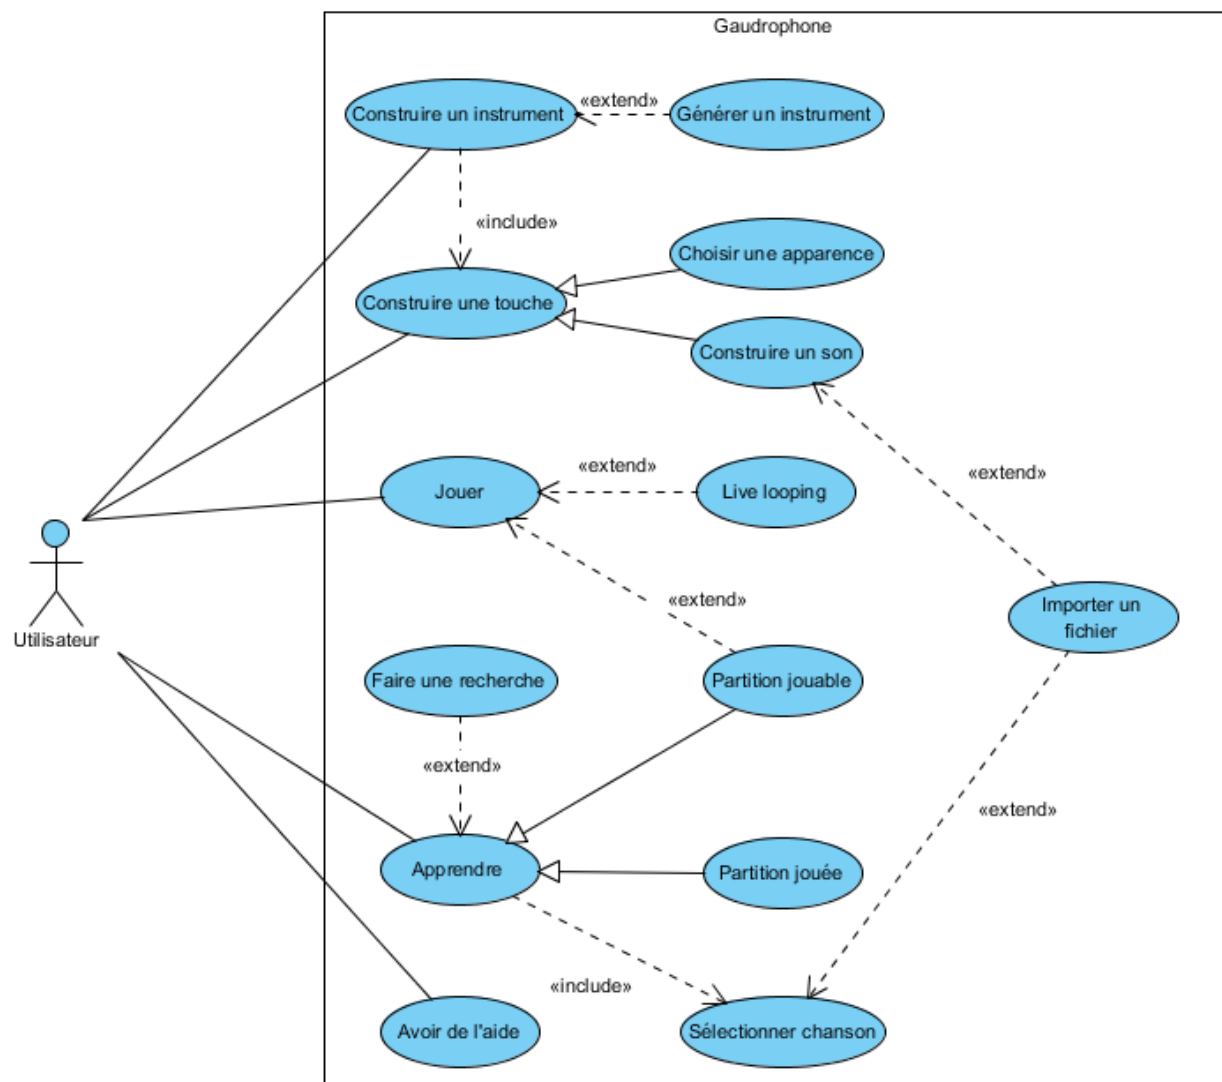 Gaudrophone
Construire un instrument
«extend»
Générer un instrument
«include»
Choisir une apparence
Construire une touche
Construire un son
«extend»
Jouer
«extend»
Live looping
«extend»
Importer un
fichier
Utilisateur
Faire une recherche
Partition jouable
«extend»
«extend»
Apprendre
Partition jouée
«include»
Avoir de l'aide
Sélectionner chanson